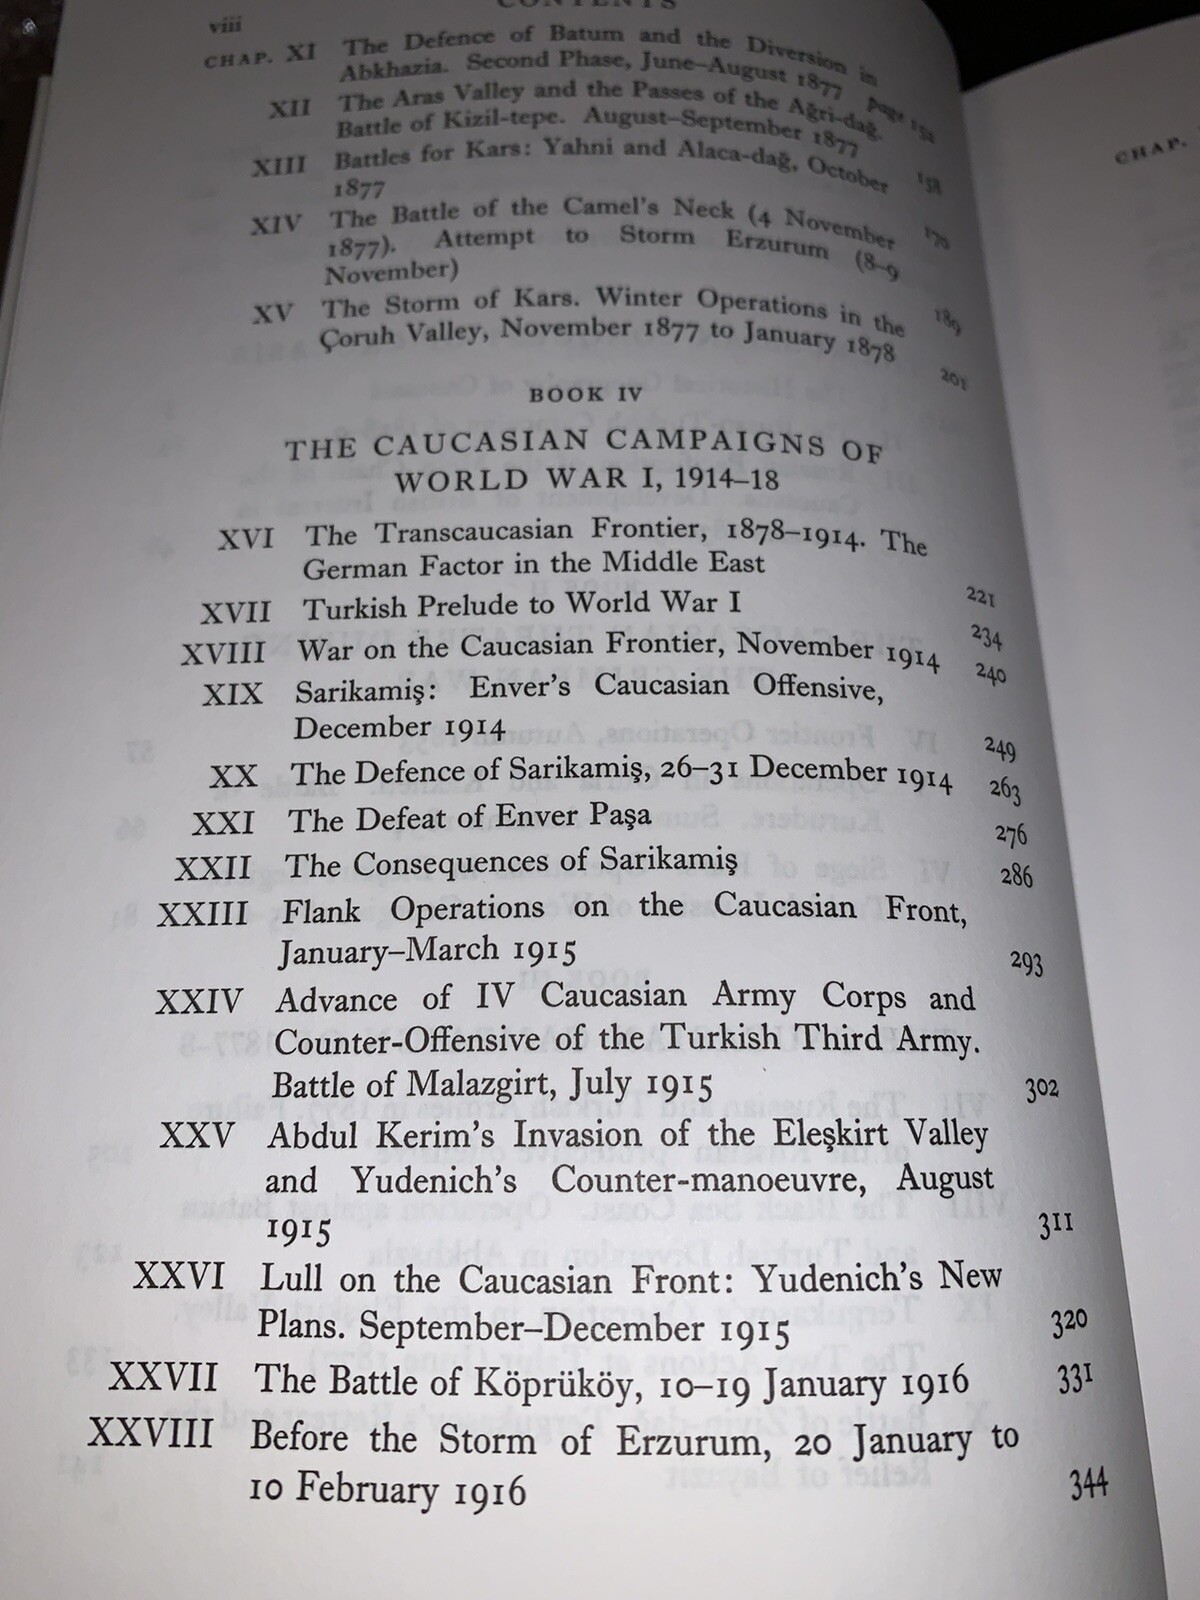 CONTENTS
viii
CHAP. XI The Defence of Batum and the Diversion in
Abkhazia. Second Phase, June–August 1877 page 152
XII The Aras Valley and the Passes of the Ağri-dağ.
Battle of Kizil-tepe. August–September 1877 158
XIII Battles for Kars: Yahni and Alaca-dağ, October
1877 170
XIV The Battle of the Camel's Neck (4 November
1877). Attempt to Storm Erzurum (8–9
November) 189
XV The Storm of Kars. Winter Operations in the
Çoruh Valley, November 1877 to January 1878 201
BOOK IV
THE CAUCASIAN CAMPAIGNS OF
WORLD WAR I, 1914–18
XVI The Transcaucasian Frontier, 1878–1914. The
German Factor in the Middle East 221
XVII Turkish Prelude to World War I 234
XVIII War on the Caucasian Frontier, November 1914 240
XIX Sarikamiş: Enver's Caucasian Offensive,
December 1914 249
XX The Defence of Sarikamiş, 26–31 December 1914 263
XXI The Defeat of Enver Paşa 276
XXII The Consequences of Sarikamiş 286
XXIII Flank Operations on the Caucasian Front,
January–March 1915 293
XXIV Advance of IV Caucasian Army Corps and
Counter-Offensive of the Turkish Third Army.
Battle of Malazgirt, July 1915 302
XXV Abdul Kerim's Invasion of the Eleşkirt Valley
and Yudenich's Counter-manoeuvre, August
1915 311
XXVI Lull on the Caucasian Front: Yudenich's New
Plans. September–December 1915 320
XXVII The Battle of Köprüköy, 10–19 January 1916 331
XXVIII Before the Storm of Erzurum, 20 January to
10 February 1916 344
CHAP.